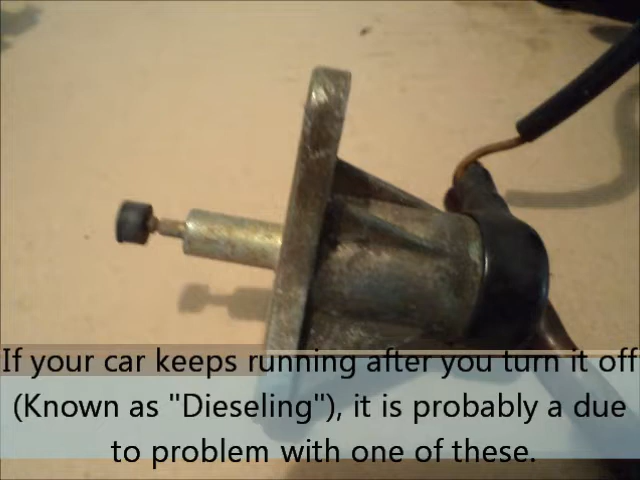 If your car keeps running after you turn it off
(Known as "Dieseling"), it is probably a due
to problem with one of these.